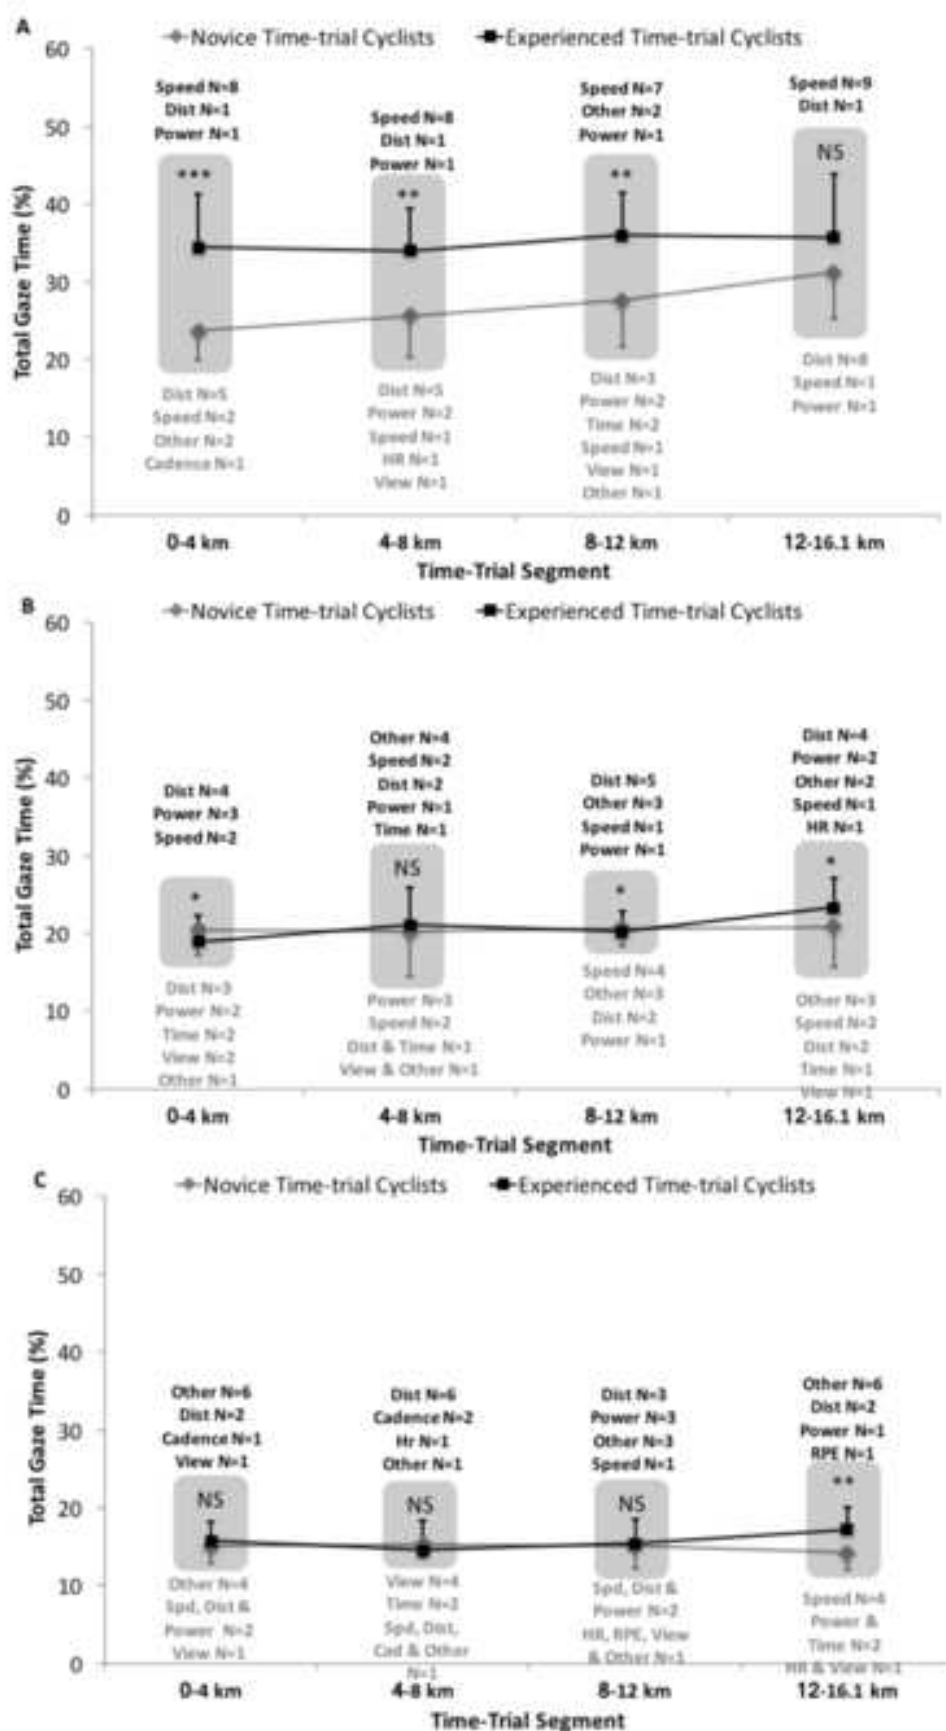 A
Novice Time-trial Cyclists Experienced Time-trial Cyclists
60
50
40
30
20
10
0
Total Gaze Time (%)
Speed N=8
Dist N=1
Power N=1
***
Dist N=5
Speed N=2
Other N=2
Cadence N=1
Speed N=8
Dist N=1
Power N=1
**
Dist N=5
Power N=2
Speed N=1
HR N=1
View N=1
Speed N=7
Other N=2
Power N=1
**
Dist N=3
Power N=2
Time N=2
Speed N=1
View N=1
Other N=1
Speed N=9
Dist N=1
NS
Dist N=8
Speed N=1
Power N=1
0-4 km 4-8 km 8-12 km 12-16.1 km
Time-Trial Segment
B
Novice Time-trial Cyclists Experienced Time-trial Cyclists
60
50
40
30
20
10
0
Total Gaze Time (%)
Dist N=4
Power N=3
Speed N=2
*
Dist N=3
Power N=2
Time N=2
View N=2
Other N=1
Other N=4
Speed N=2
Dist N=2
Power N=1
Time N=1
NS
Power N=3
Speed N=2
Dist & Time N=1
View & Other N=1
Dist N=5
Other N=3
Speed N=1
Power N=1
*
Speed N=4
Other N=3
Dist N=2
Power N=1
Dist N=4
Power N=2
Other N=2
Speed N=1
HR N=1
*
Other N=3
Speed N=2
Dist N=2
Time N=1
View N=1
0-4 km 4-8 km 8-12 km 12-16.1 km
Time-Trial Segment
C
Novice Time-trial Cyclists Experienced Time-trial Cyclists
60
50
40
30
20
10
0
Total Gaze Time (%)
Other N=6
Dist N=2
Cadence N=1
View N=1
NS
Other N=4
Spd, Dist &
Power N=2
View N=1
Dist N=6
Cadence N=2
Hr N=1
Other N=1
NS
View N=4
Time N=2
Spd, Dist,
Cad & Other
N=1
Dist N=3
Power N=3
Other N=3
Speed N=1
NS
Spd, Dist &
Power N=2
HR, RPE, View
& Other N=1
Other N=6
Dist N=2
Power N=1
RPE N=1
**
Speed N=4
Power &
Time N=2
HR & View N=1
0-4 km 4-8 km 8-12 km 12-16.1 km
Time-Trial Segment